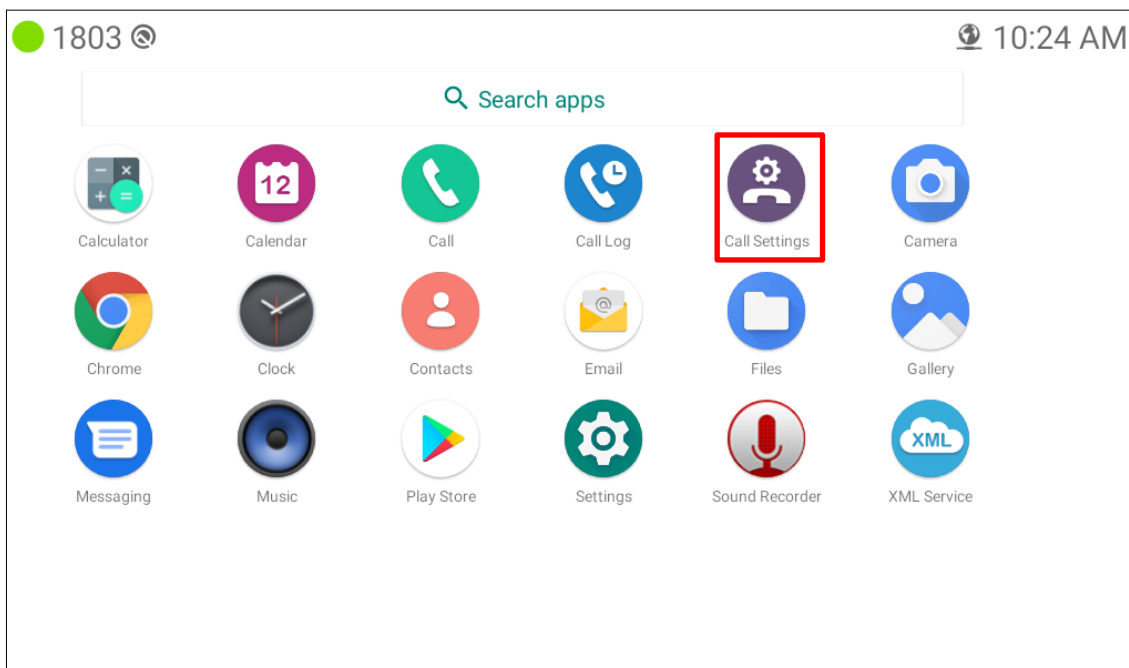 1803
10:24 AM
Search apps
12
Calculator
Calendar
Call
Call Log
Call Settings
Camera
@
Chrome
Clock
Contacts
Email
Files
Gallery
XML
Messaging
Music
Play Store
Settings
Sound Recorder
XML Service